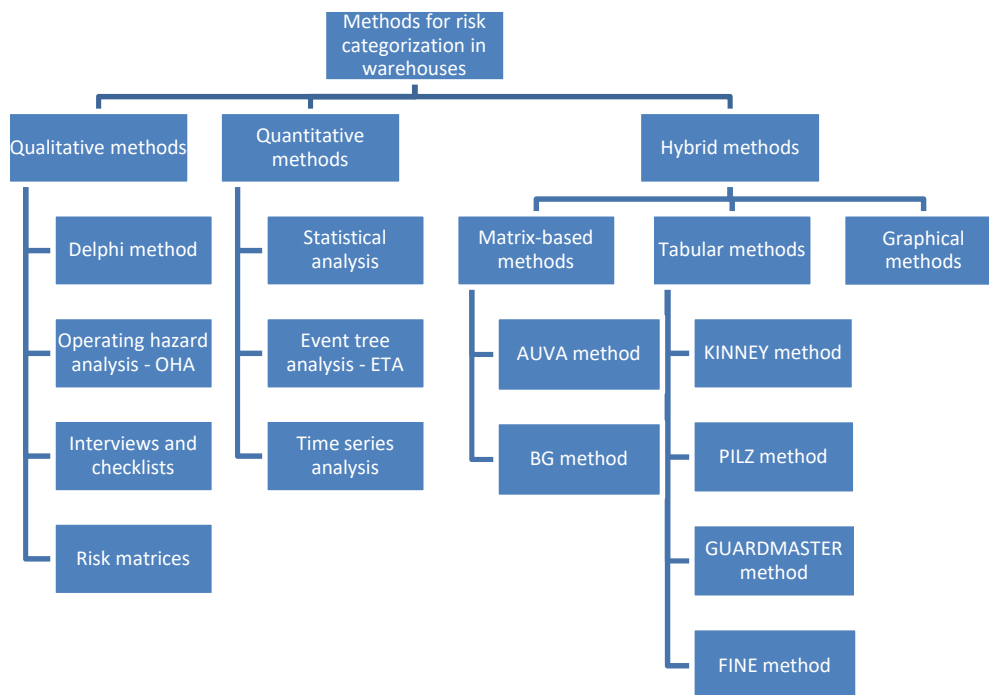 Methods for risk
categorization in
warehouses
Qualitative methods
Quantitative
methods
Hybrid methods
Delphi method
Operating hazard
analysis - OHA
Interviews and
checklists
Risk matrices
Statistical
analysis
Event tree
analysis - ETA
Time series
analysis
Matrix-based
methods
Tabular methods
Graphical
methods
AUVA method
BG method
KINNEY method
PILZ method
GUARDMASTER
method
FINE method